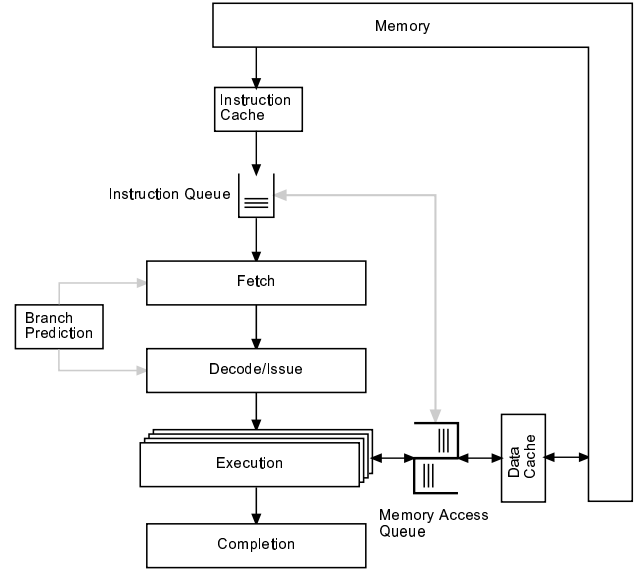 Memory
Instruction
Cache
Instruction Queue
Fetch
Branch
Prediction
Decode/Issue
Execution
Data
Cache
Memory Access
Queue
Completion